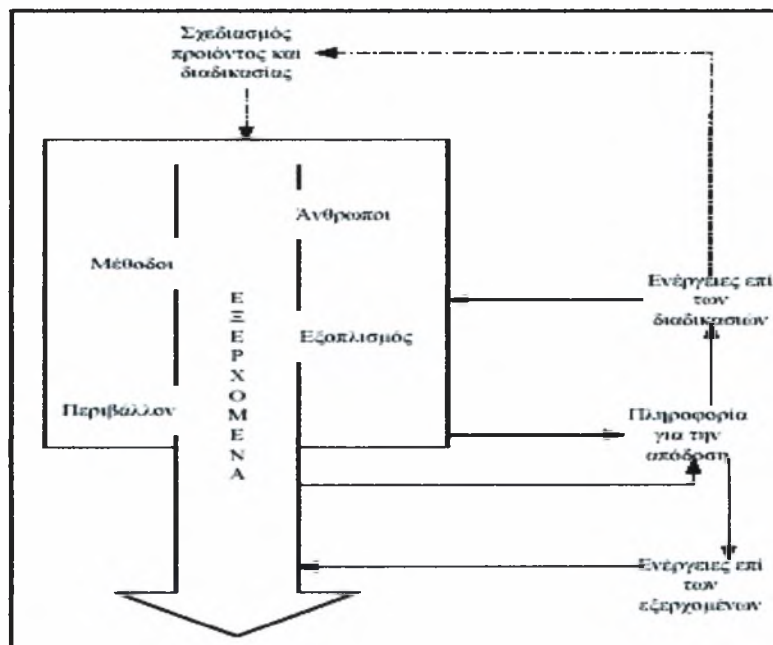 Σχεδιασμός
προιόντος και
διαδικασίας
Άνθρωποι
Μέθοδοι
Εξοπλισμός
Περιβάλλον
Ε
Ξ
Ε
Ρ
Χ
Ο
Μ
Ε
Ν
Α
Ενέργειες επί
των
διαδικασιών
Πληροφορία
για την
απόδοση
Ενέργειες επί
των
εξερχομένων